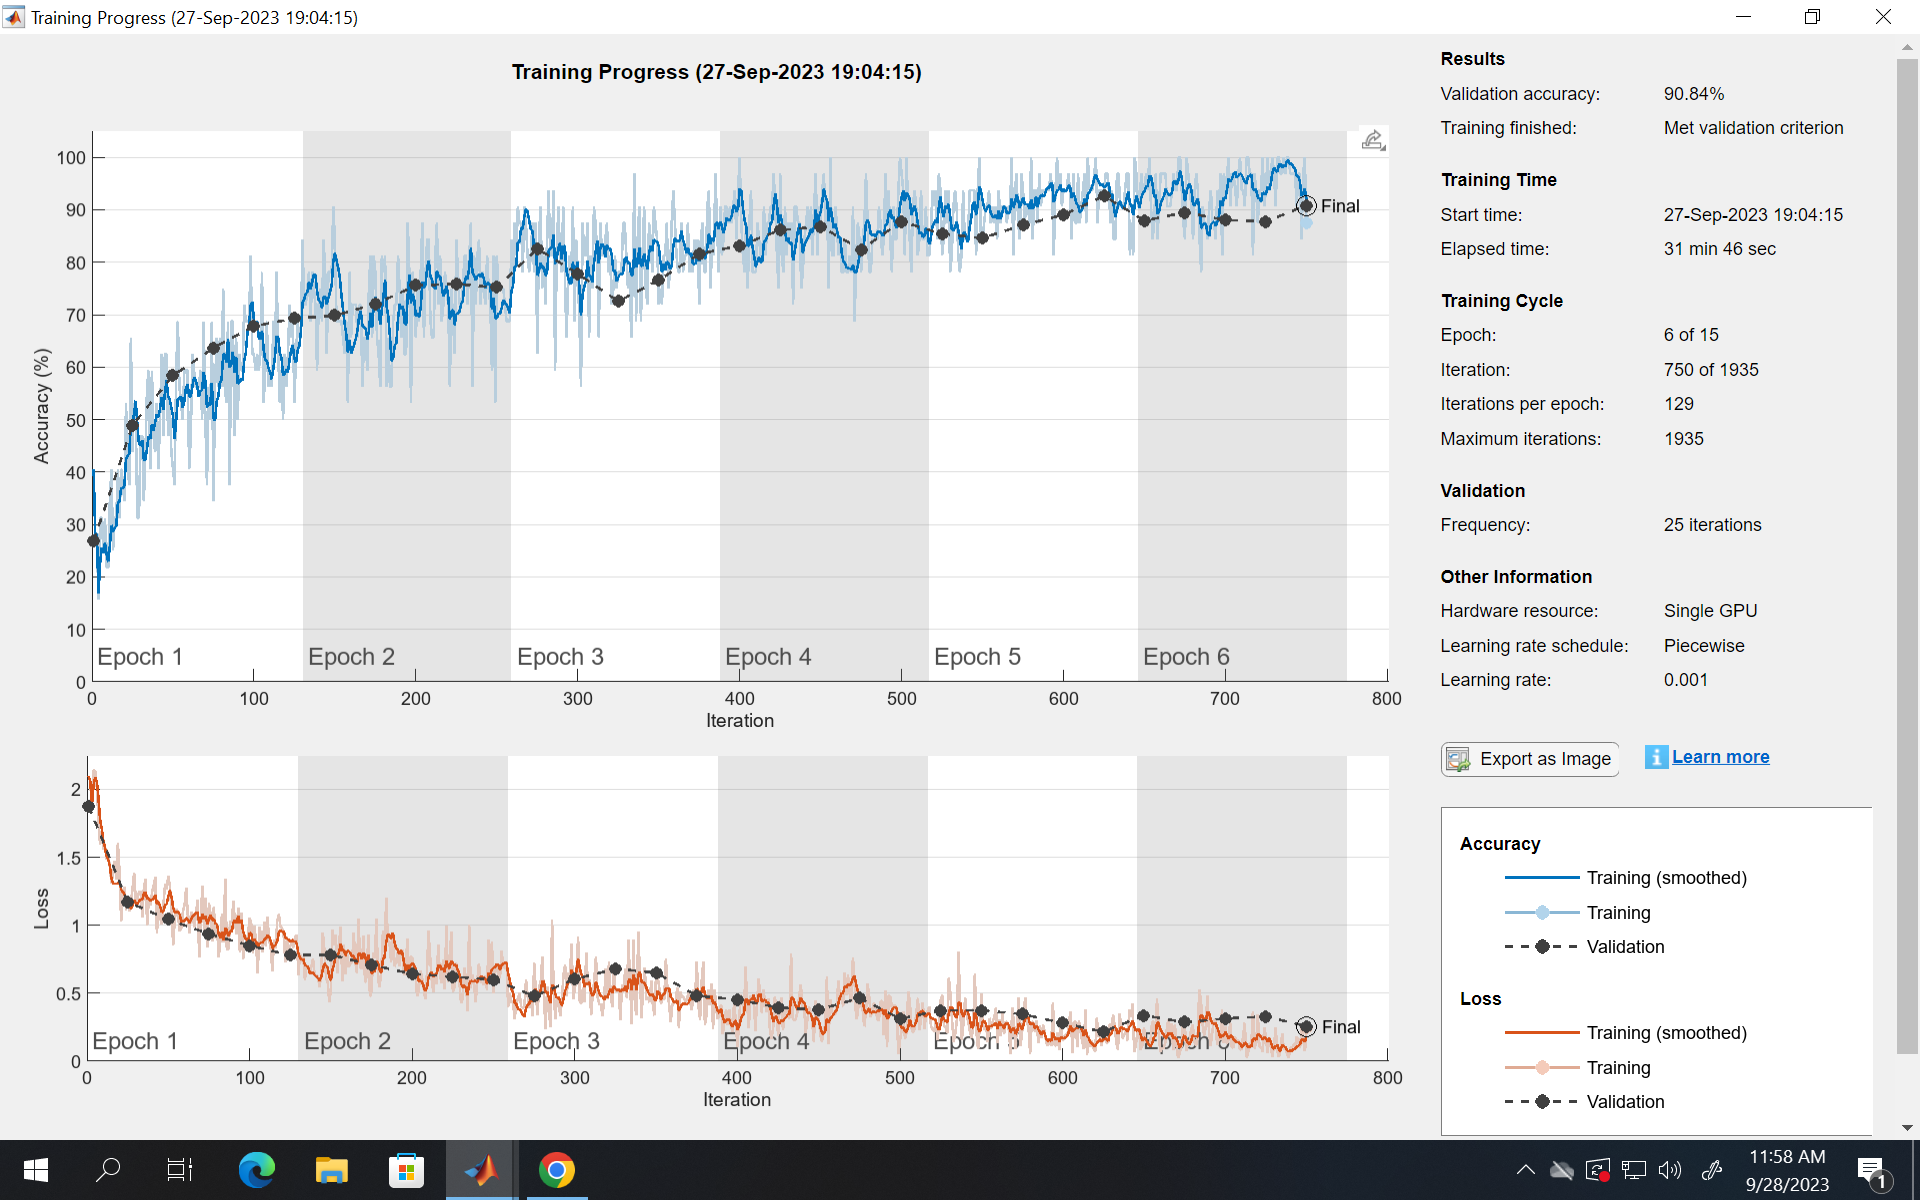 Training Progress (27-Sep-2023 19:04:15)
Training Progress (27-Sep-2023 19:04:15)
100
90
80
70
60
50
40
30
20
10
0
Accuracy (%)
Final
Epoch 1
Epoch 2
Epoch 3
Epoch 4
Epoch 5
Epoch 6
0 100 200 300 400 500 600 700 800
Iteration
2
1.5
1
0.5
0
Loss
Final
Epoch 1
Epoch 2
Epoch 3
Epoch 4
Epoch 5
Epoch 6
0 100 200 300 400 500 600 700 800
Iteration
Results
Validation accuracy: 90.84%
Training finished: Met validation criterion
Training Time
Start time: 27-Sep-2023 19:04:15
Elapsed time: 31 min 46 sec
Training Cycle
Epoch: 6 of 15
Iteration: 750 of 1935
Iterations per epoch: 129
Maximum iterations: 1935
Validation
Frequency: 25 iterations
Other Information
Hardware resource: Single GPU
Learning rate schedule: Piecewise
Learning rate: 0.001
Export as Image
Learn more
Accuracy
Training (smoothed)
Training
Validation
Loss
Training (smoothed)
Training
Validation
11:58 AM
9/28/2023
1